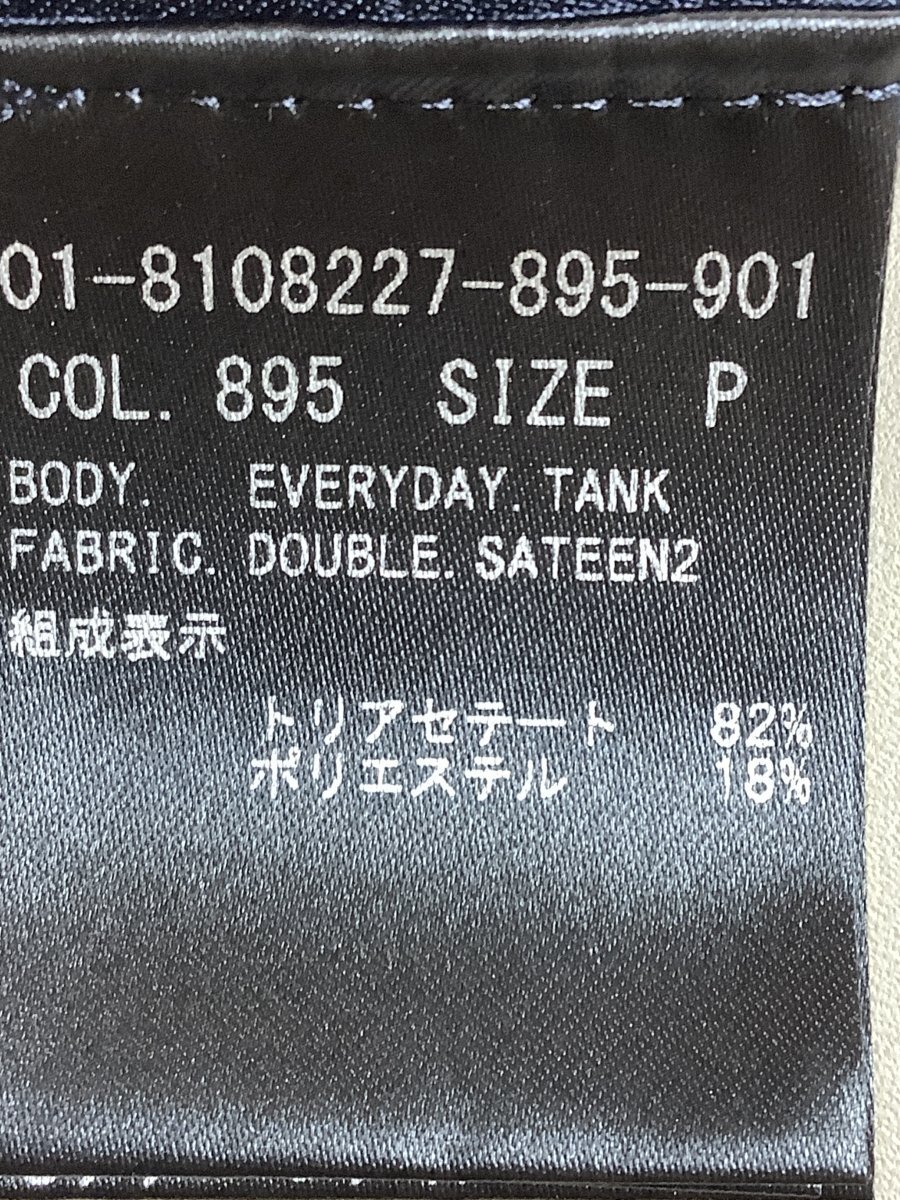 01-8108227-895-901
COL. 895 SIZE P
BODY. EVERYDAY. TANK
FABRIC. DOUBLE. SATEEN2
組成表示
トリアセテート 82%
ポリエステル 18%